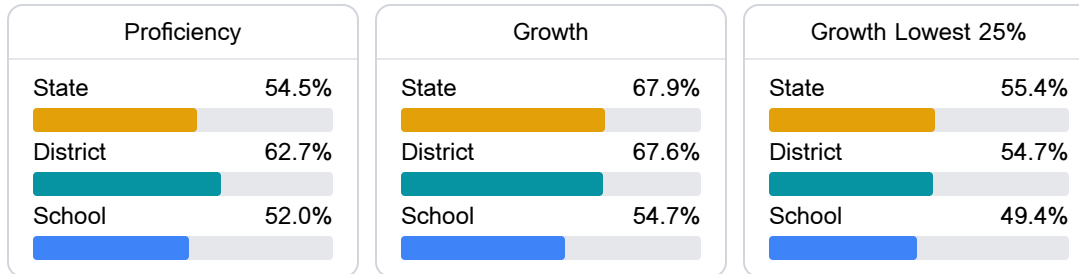 Proficiency
State 54.5%
District 62.7%
School 52.0%
Growth
State 67.9%
District 67.6%
School 54.7%
Growth Lowest 25%
State 55.4%
District 54.7%
School 49.4%